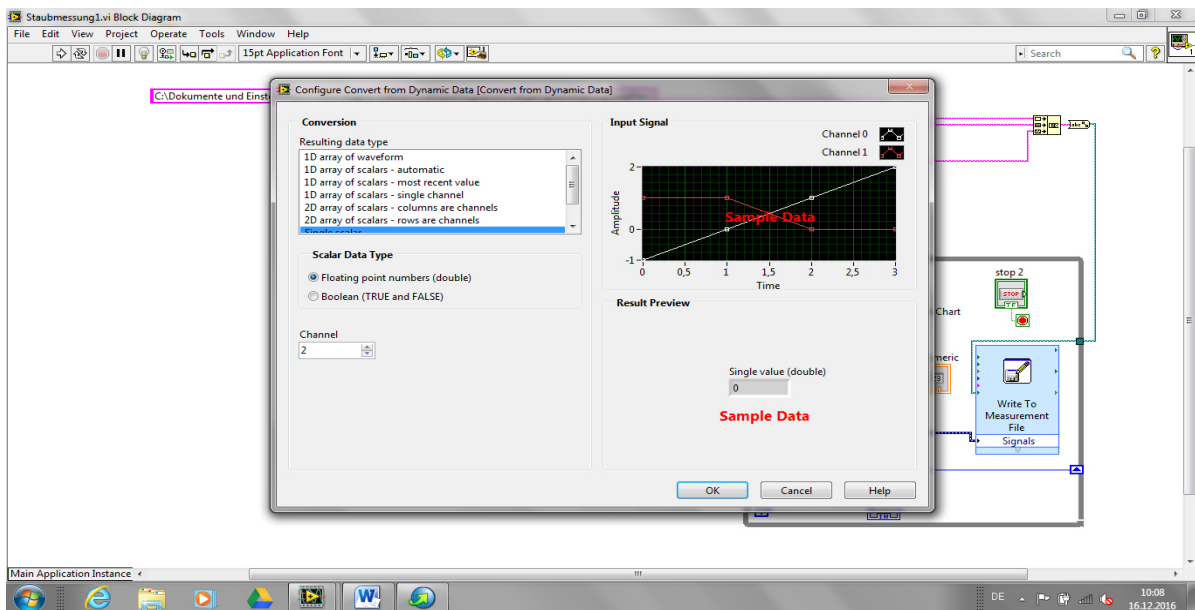 Staubmessung1.vi Block Diagram
File Edit View Project Operate Tools Window Help
15pt Application Font
Search
1
C:\Dokumente und Einst
Configure Convert from Dynamic Data [Convert from Dynamic Data]
Conversion
Resulting data type
1D array of waveform
1D array of scalars - automatic
1D array of scalars - most recent value
1D array of scalars - single channel
2D array of scalars - columns are channels
2D array of scalars - rows are channels
Single scalar
Scalar Data Type
Floating point numbers (double)
Boolean (TRUE and FALSE)
Channel
2
Input Signal
Channel 0
Channel 1
Amplitude
2
0
-1
Sample Data
0 0,5 1 1,5 2 2,5 3
Time
Result Preview
Single value (double)
0
Sample Data
OK Cancel Help
stop 2
STOP
TF
Chart
meric
Write To
Measurement
File
Signals
Main Application Instance
DE
10:08
16.12.2016